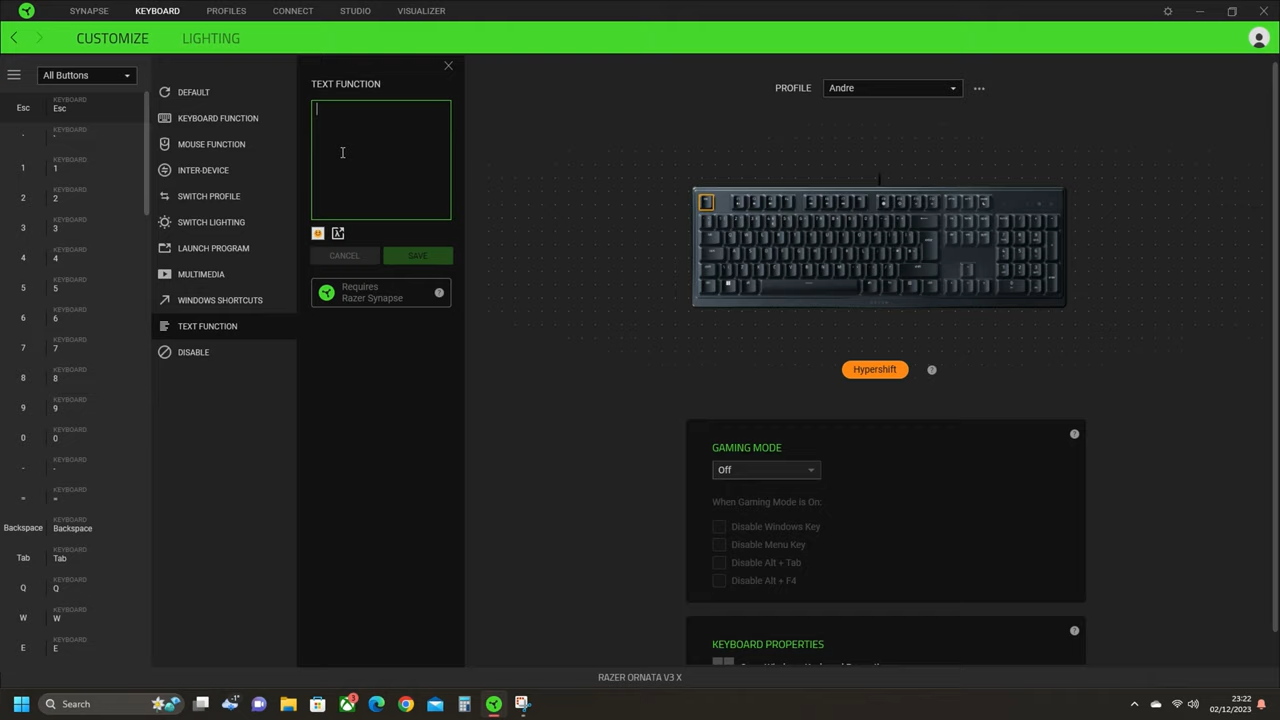 SYNAPSE KEYBOARD PROFILES CONNECT STUDIO VISUALIZER
CUSTOMIZE LIGHTING
All Buttons
Esc KEYBOARD Esc
` KEYBOARD `
1 KEYBOARD 1
2 KEYBOARD 2
3 KEYBOARD 3
4 KEYBOARD 4
5 KEYBOARD 5
6 KEYBOARD 6
7 KEYBOARD 7
8 KEYBOARD 8
9 KEYBOARD 9
0 KEYBOARD 0
- KEYBOARD -
= KEYBOARD =
Backspace KEYBOARD Backspace
Tab KEYBOARD Tab
Q KEYBOARD Q
W KEYBOARD W
E KEYBOARD E
DEFAULT
KEYBOARD FUNCTION
MOUSE FUNCTION
INTER-DEVICE
SWITCH PROFILE
SWITCH LIGHTING
LAUNCH PROGRAM
MULTIMEDIA
WINDOWS SHORTCUTS
TEXT FUNCTION
DISABLE
TEXT FUNCTION
CANCEL SAVE
Requires
Razer Synapse
PROFILE Andre
Hypershift
GAMING MODE
Off
When Gaming Mode is On:
Disable Windows Key
Disable Menu Key
Disable Alt + Tab
Disable Alt + F4
KEYBOARD PROPERTIES
RAZER ORNATA V3 X
Search
3
23:22
02/12/2023